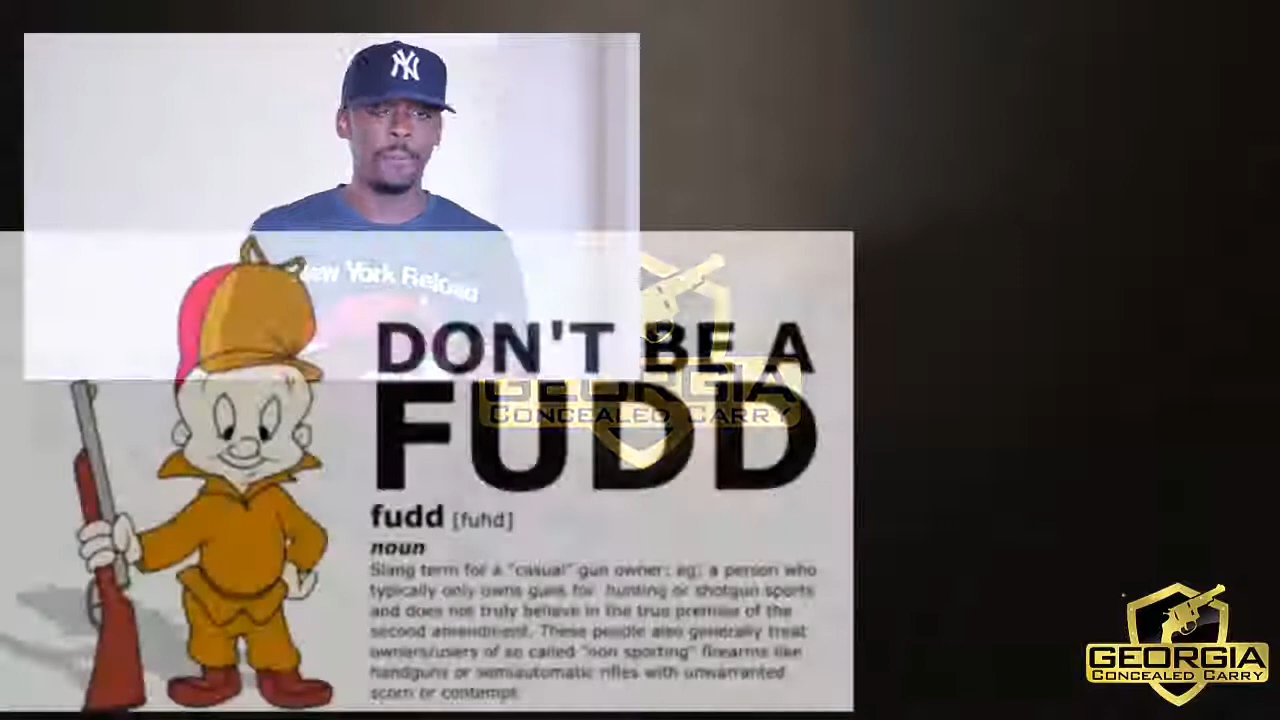 NY
New York Reload
DON'T BE A
FUDD
GEORGIA
CONCEALED CARRY
fudd [fuhd]
noun
Slang term for a "casual" gun owner; eg; a person who
typically only owns guns for hunting or shotgun sports
and does not truly believe in the true premise of the
second amendment. These people also generally treat
owners/users of so called "non sporting" firearms like
handguns or semiautomatic rifles with unwarranted
scorn or contempt.
GEORGIA
CONCEALED CARRY